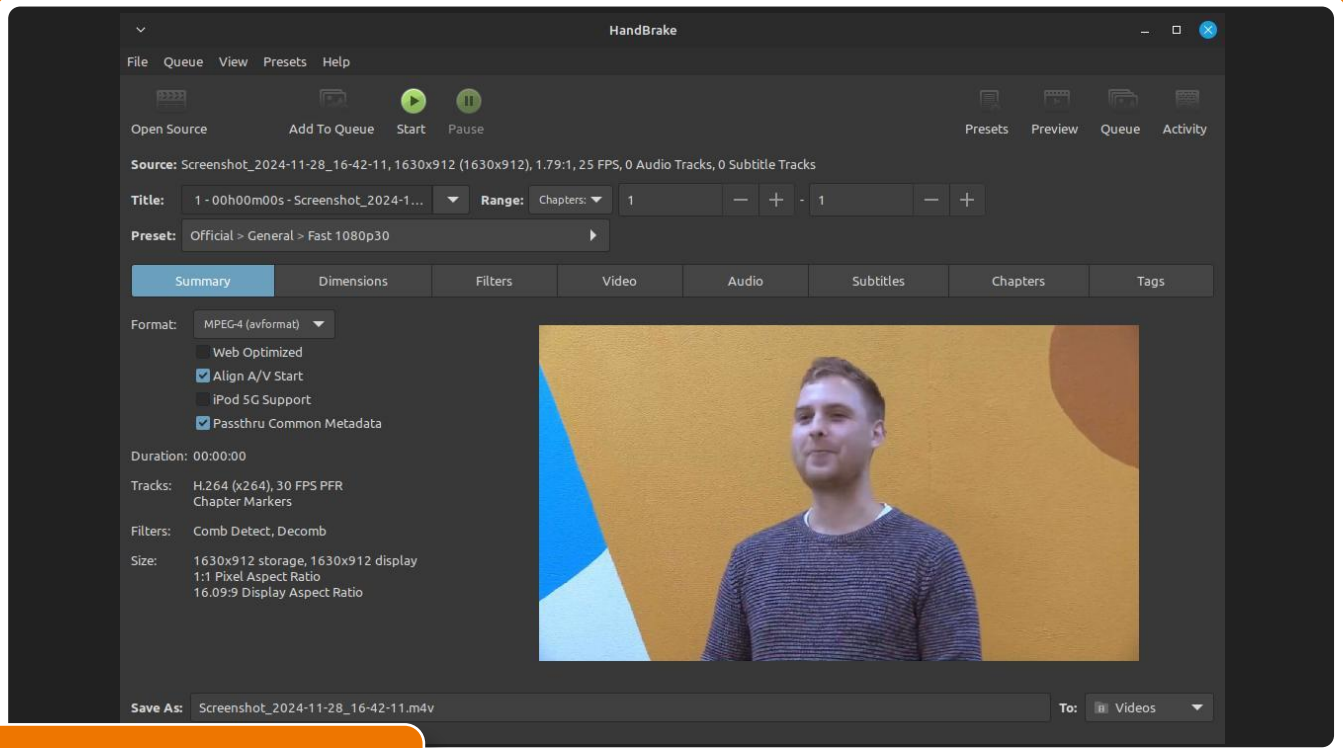 HandBrake
File Queue View Presets Help
Open Source Add To Queue Start Pause Presets Preview Queue Activity
Source: Screenshot_2024-11-28_16-42-11, 1630x912 (1630x912), 1.79:1, 25 FPS, 0 Audio Tracks, 0 Subtitle Tracks
Title: 1 - 00h00m00s - Screenshot_2024-1... Range: Chapters: 1 - 1
Preset: Official > General > Fast 1080p30
Summary Dimensions Filters Video Audio Subtitles Chapters Tags
Format: MPEG-4 (avformat)
Web Optimized
Align A/V Start
iPod 5G Support
Passthru Common Metadata
Duration: 00:00:00
Tracks: H.264 (x264), 30 FPS PFR
Chapter Markers
Filters: Comb Detect, Decomb
Size: 1630x912 storage, 1630x912 display
1:1 Pixel Aspect Ratio
16.09:9 Display Aspect Ratio
Save As: Screenshot_2024-11-28_16-42-11.m4v To: Videos